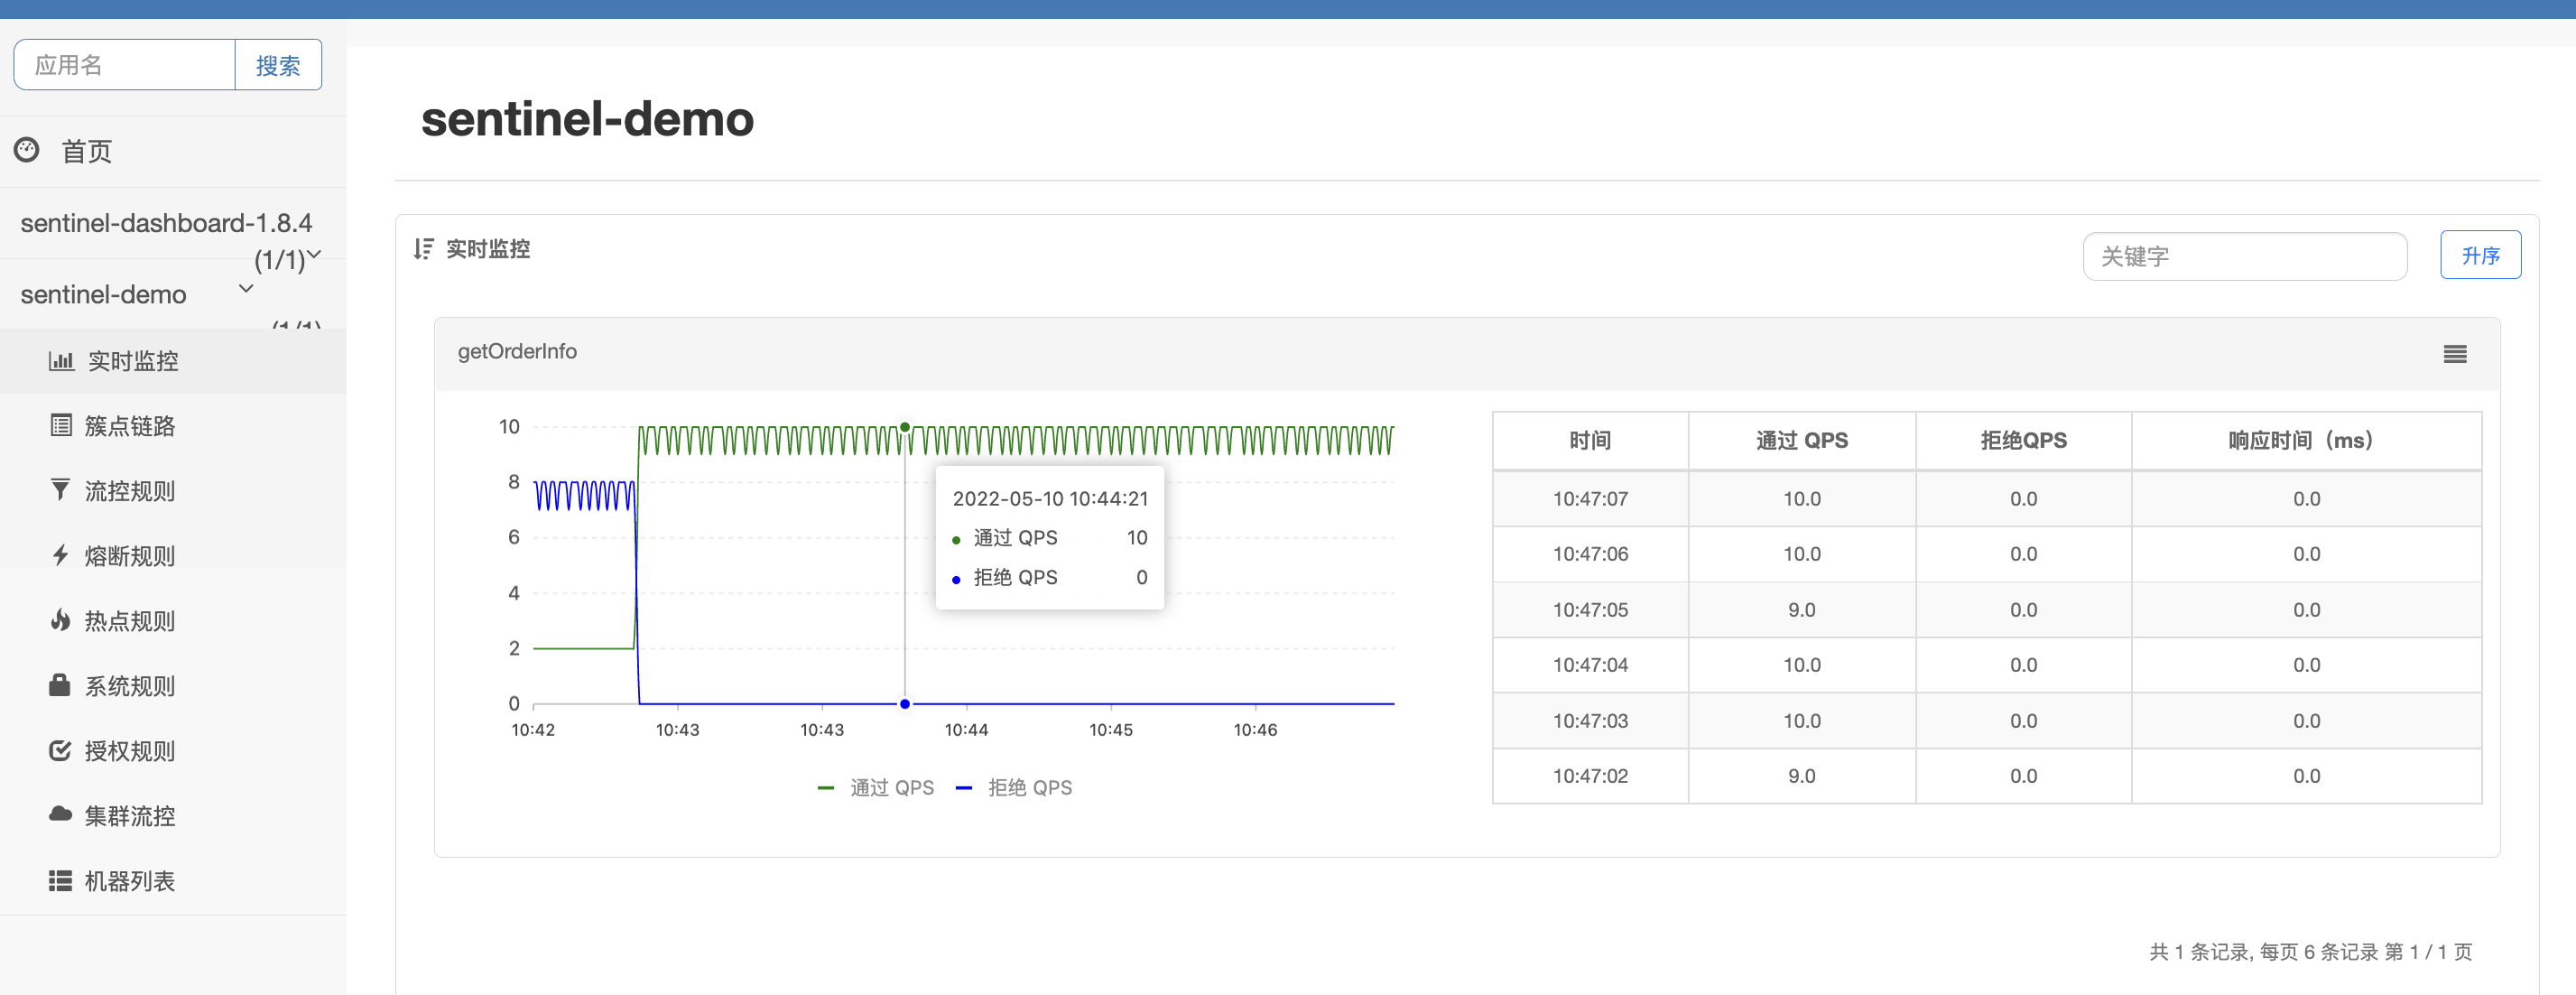 应用名 搜索
首页
sentinel-dashboard-1.8.4
(1/1)
sentinel-demo
(1/1)
实时监控
簇点链路
流控规则
熔断规则
热点规则
系统规则
授权规则
集群流控
机器列表
sentinel-demo
实时监控 关键字 升序
getOrderInfo
10
8
6
4
2
0
10:42 10:43 10:43 10:44 10:45 10:46
2022-05-10 10:44:21
通过 QPS 10
拒绝 QPS 0
通过 QPS 拒绝 QPS
时间 通过 QPS 拒绝QPS 响应时间（ms）
10:47:07 10.0 0.0 0.0
10:47:06 10.0 0.0 0.0
10:47:05 9.0 0.0 0.0
10:47:04 10.0 0.0 0.0
10:47:03 10.0 0.0 0.0
10:47:02 9.0 0.0 0.0
共 1 条记录, 每页 6 条记录 第 1 / 1 页